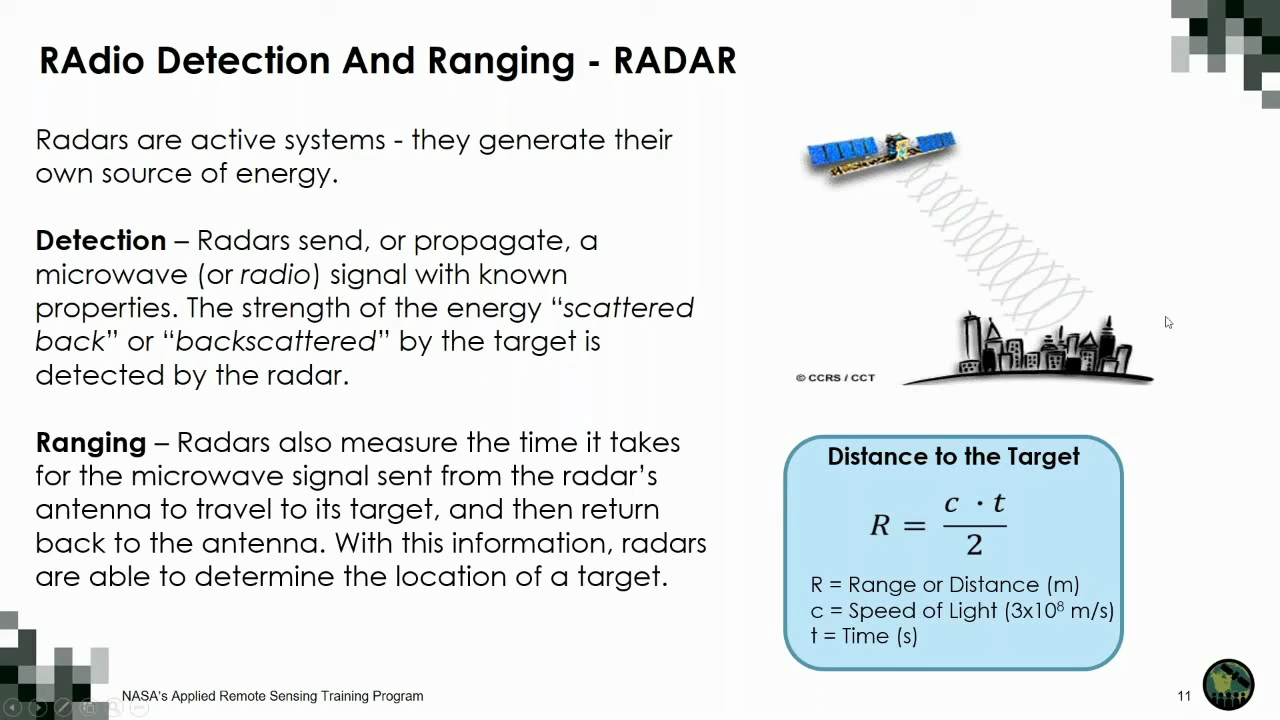 RAdio Detection And Ranging - RADAR
Radars are active systems - they generate their
own source of energy.
Detection – Radars send, or propagate, a
microwave (or radio) signal with known
properties. The strength of the energy “scattered
back” or “backscattered” by the target is
detected by the radar.
Ranging – Radars also measure the time it takes
for the microwave signal sent from the radar’s
antenna to travel to its target, and then return
back to the antenna. With this information, radars
are able to determine the location of a target.
© CCRS / CCT
Distance to the Target
R = c · t / 2
R = Range or Distance (m)
c = Speed of Light (3x10⁸ m/s)
t = Time (s)
NASA’s Applied Remote Sensing Training Program
11